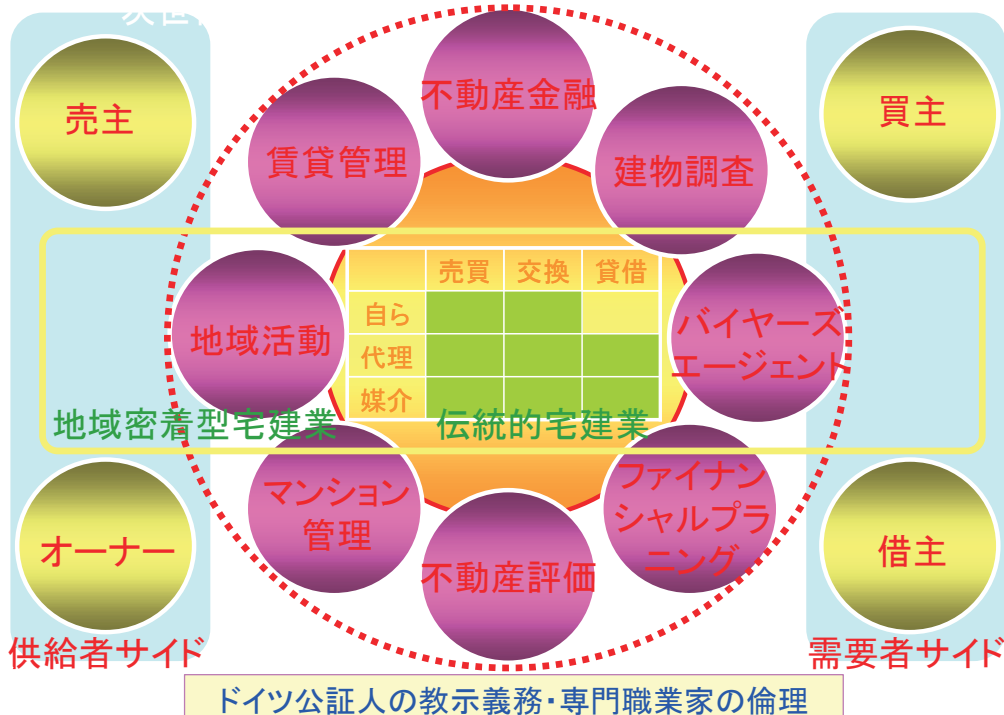 次世
売主
不動産金融
買主
賃貸管理
建物調査
売買 交換 貸借
自ら
代理
媒介
地域活動
バイヤーズ
エージェント
地域密着型宅建業
伝統的宅建業
マンション
管理
ファイナン
シャルプラ
ニング
オーナー
不動産評価
借主
供給者サイド
需要者サイド
ドイツ公証人の教示義務・専門職業家の倫理